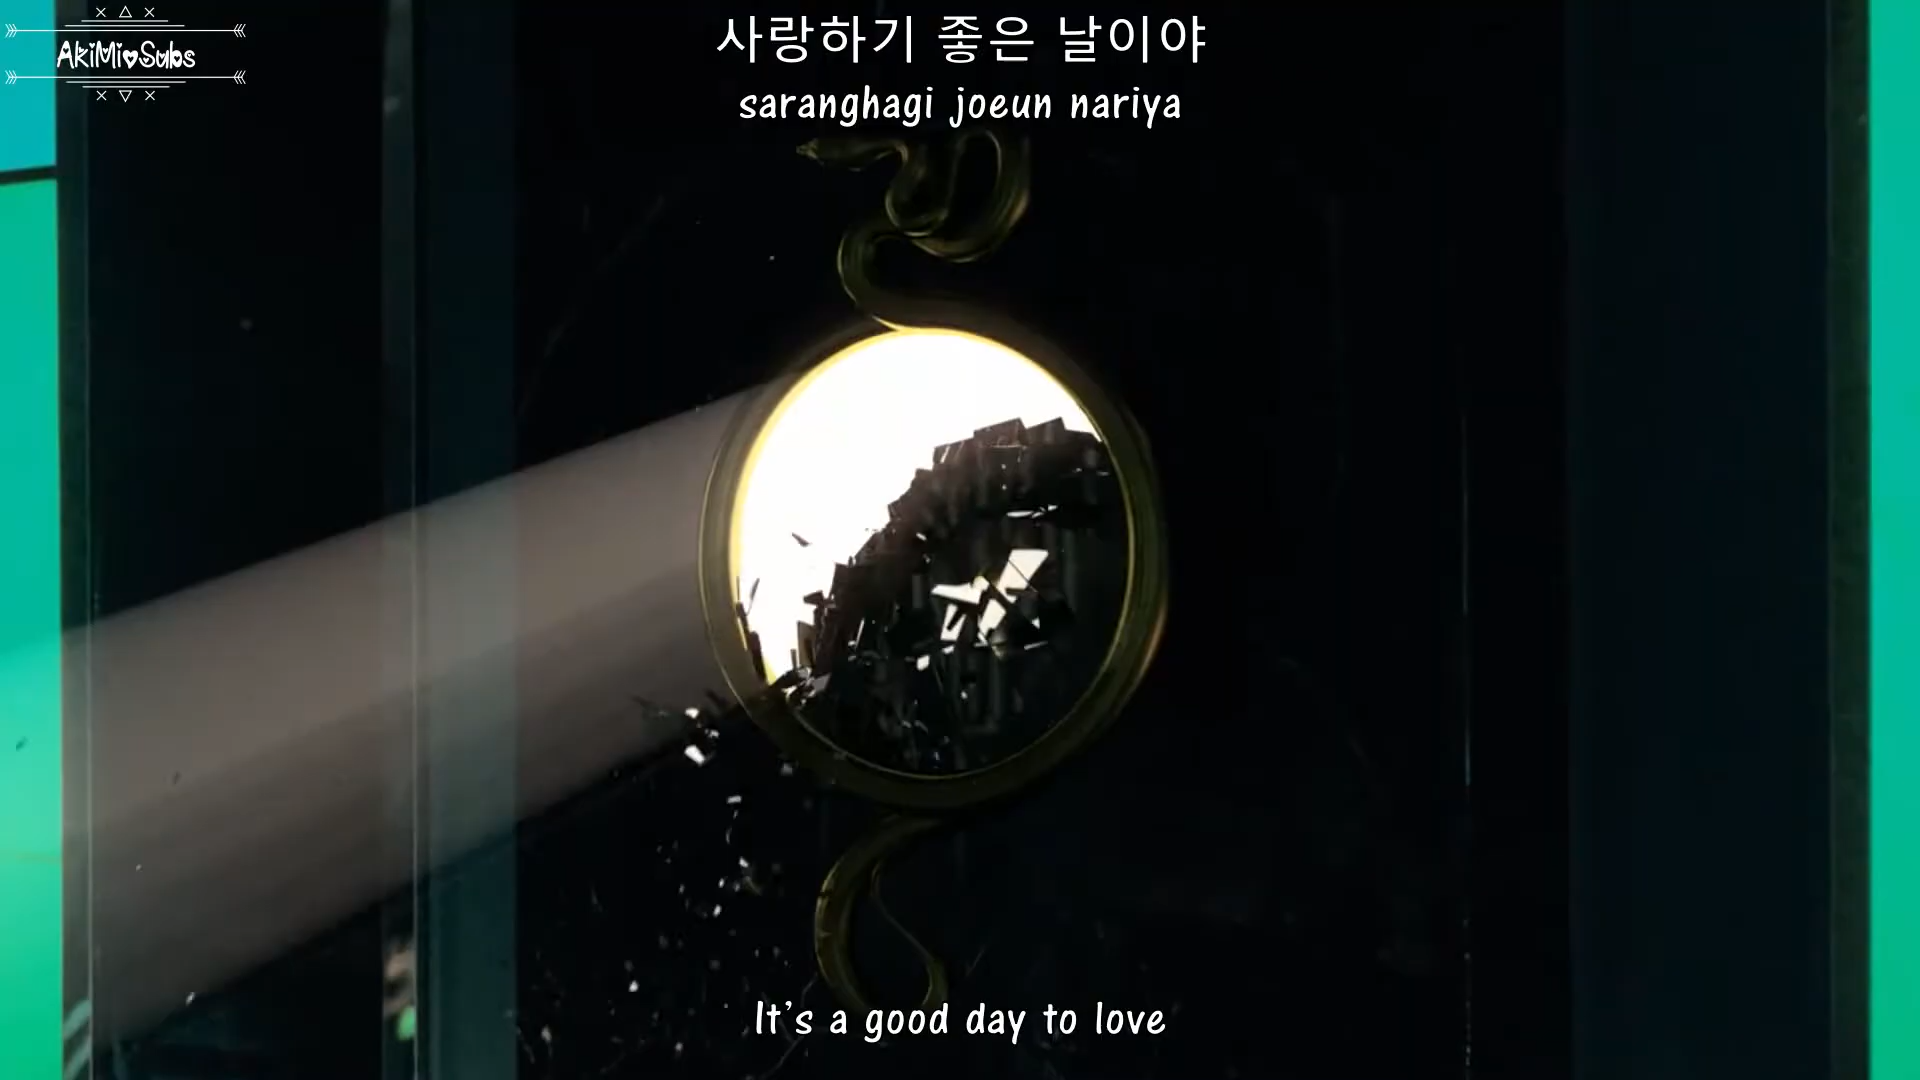 AkiMi♥Subs
사랑하기 좋은 날이야
saranghagi joeun nariya
It's a good day to love